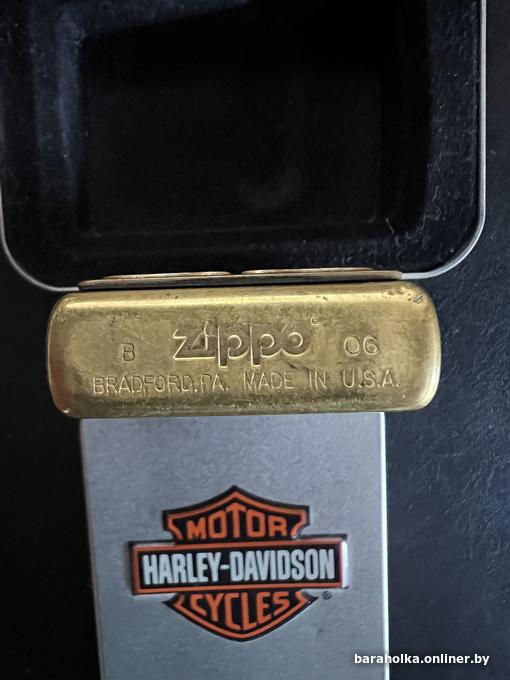 B Zippo © 06
BRADFORD, PA. MADE IN U.S.A.
MOTOR
HARLEY-DAVIDSON
CYCLES ®
baraholka.onliner.by